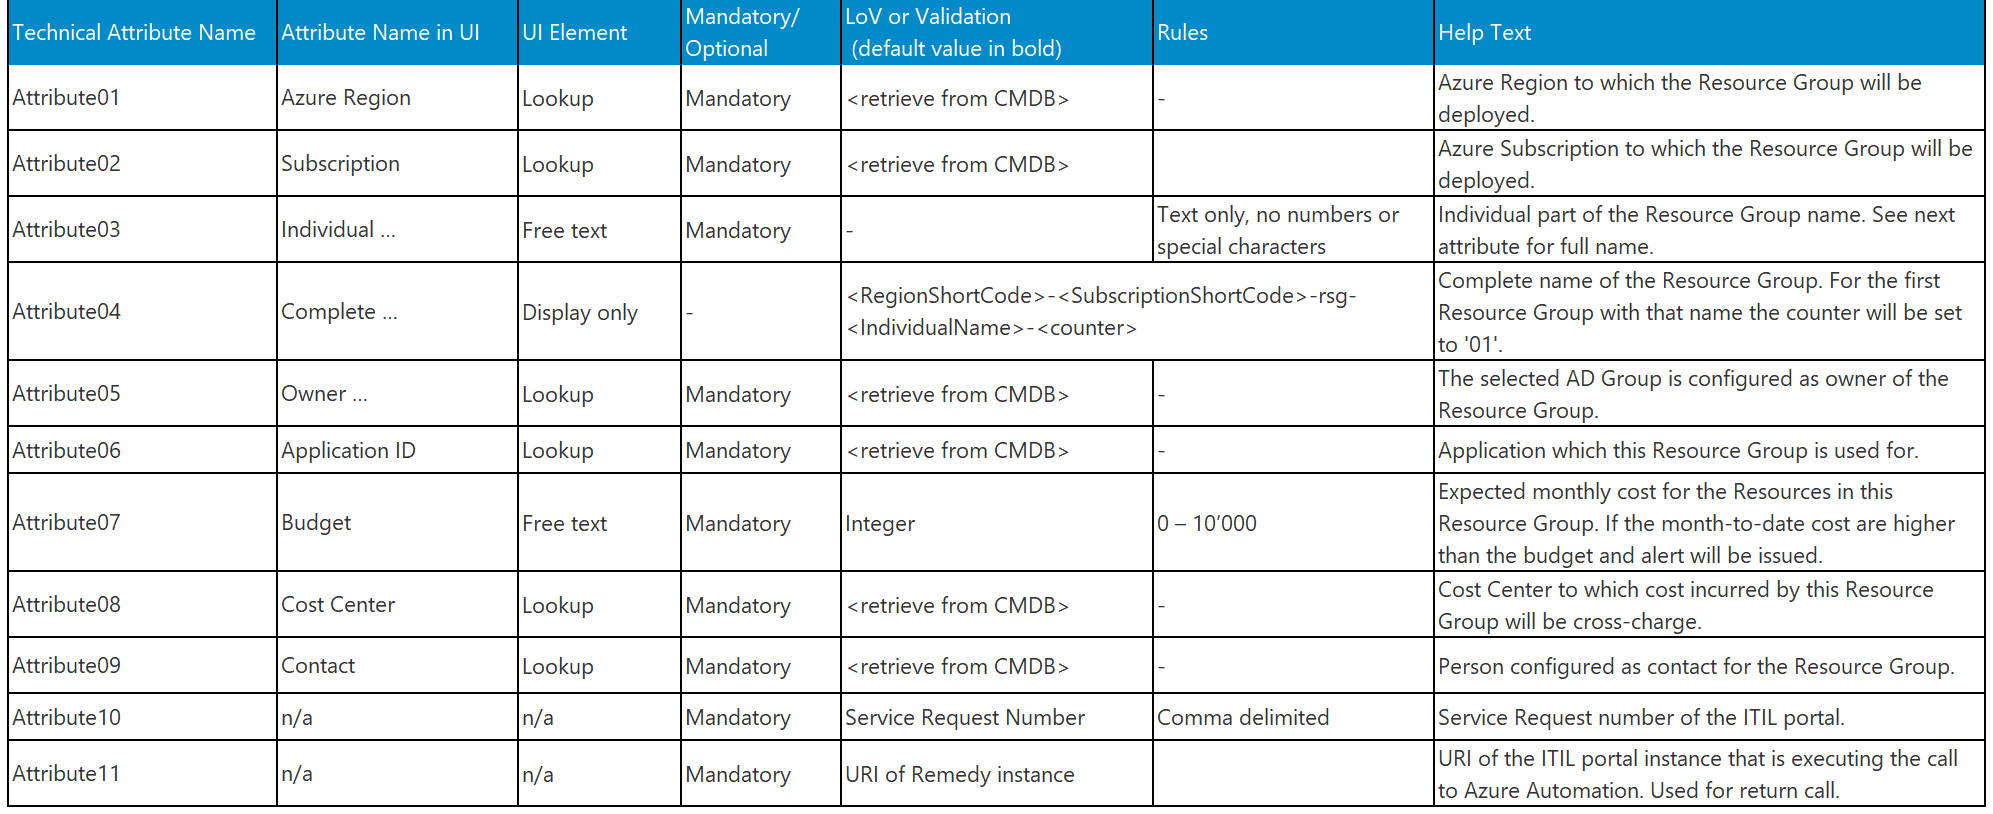 Technical Attribute Name
Attribute Name in UI
UI Element
Mandatory/
Optional
LoV or Validation
(default value in bold)
Rules
Help Text
Attribute01
Azure Region
Lookup
Mandatory
<retrieve from CMDB>
-
Azure Region to which the Resource Group will be
deployed.
Attribute02
Subscription
Lookup
Mandatory
<retrieve from CMDB>
Azure Subscription to which the Resource Group will be
deployed.
Attribute03
Individual ...
Free text
Mandatory
-
Text only, no numbers or
special characters
Individual part of the Resource Group name. See next
attribute for full name.
Attribute04
Complete ...
Display only
-
<RegionShortCode>-<SubscriptionShortCode>-rsg-
<IndividualName>-<counter>
Complete name of the Resource Group. For the first
Resource Group with that name the counter will be set
to '01'.
Attribute05
Owner ...
Lookup
Mandatory
<retrieve from CMDB>
-
The selected AD Group is configured as owner of the
Resource Group.
Attribute06
Application ID
Lookup
Mandatory
<retrieve from CMDB>
-
Application which this Resource Group is used for.
Attribute07
Budget
Free text
Mandatory
Integer
0 – 10’000
Expected monthly cost for the Resources in this
Resource Group. If the month-to-date cost are higher
than the budget and alert will be issued.
Attribute08
Cost Center
Lookup
Mandatory
<retrieve from CMDB>
-
Cost Center to which cost incurred by this Resource
Group will be cross-charge.
Attribute09
Contact
Lookup
Mandatory
<retrieve from CMDB>
-
Person configured as contact for the Resource Group.
Attribute10
n/a
n/a
Mandatory
Service Request Number
Comma delimited
Service Request number of the ITIL portal.
Attribute11
n/a
n/a
Mandatory
URI of Remedy instance
URI of the ITIL portal instance that is executing the call
to Azure Automation. Used for return call.